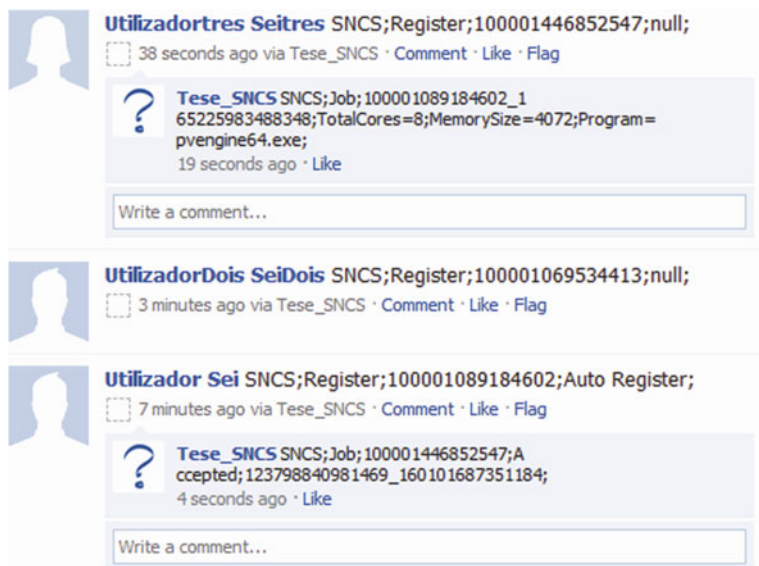 Utilizadortres Seitres SNCS;Register;100001446852547;null;
38 seconds ago via Tese_SNCS · Comment · Like · Flag
Tese_SNCS SNCS;Job;100001089184602_1
65225983488348;TotalCores=8;MemorySize=4072;Program=
pvengine64.exe;
19 seconds ago · Like
Write a comment...
UtilizadorDois SeiDois SNCS;Register;100001069534413;null;
3 minutes ago via Tese_SNCS · Comment · Like · Flag
Utilizador Sei SNCS;Register;100001089184602;Auto Register;
7 minutes ago via Tese_SNCS · Comment · Like · Flag
Tese_SNCS SNCS;Job;100001446852547;A
ccepted;123798840981469_160101687351184;
4 seconds ago · Like
Write a comment...